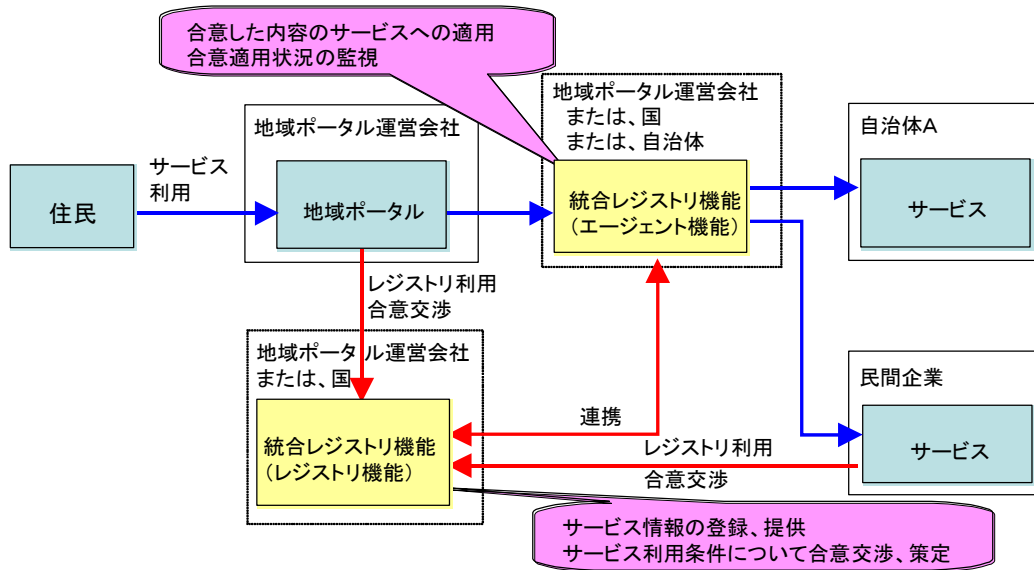 合意した内容のサービスへの適用
合意適用状況の監視
地域ポータル運営会社
または、国
または、自治体
地域ポータル運営会社
自治体A
サービス
利用
住民
地域ポータル
統合レジストリ機能
(エージェント機能)
サービス
レジストリ利用
合意交渉
地域ポータル運営会社
または、国
民間企業
連携
統合レジストリ機能
(レジストリ機能)
レジストリ利用
合意交渉
サービス
サービス情報の登録、提供
サービス利用条件について合意交渉、策定